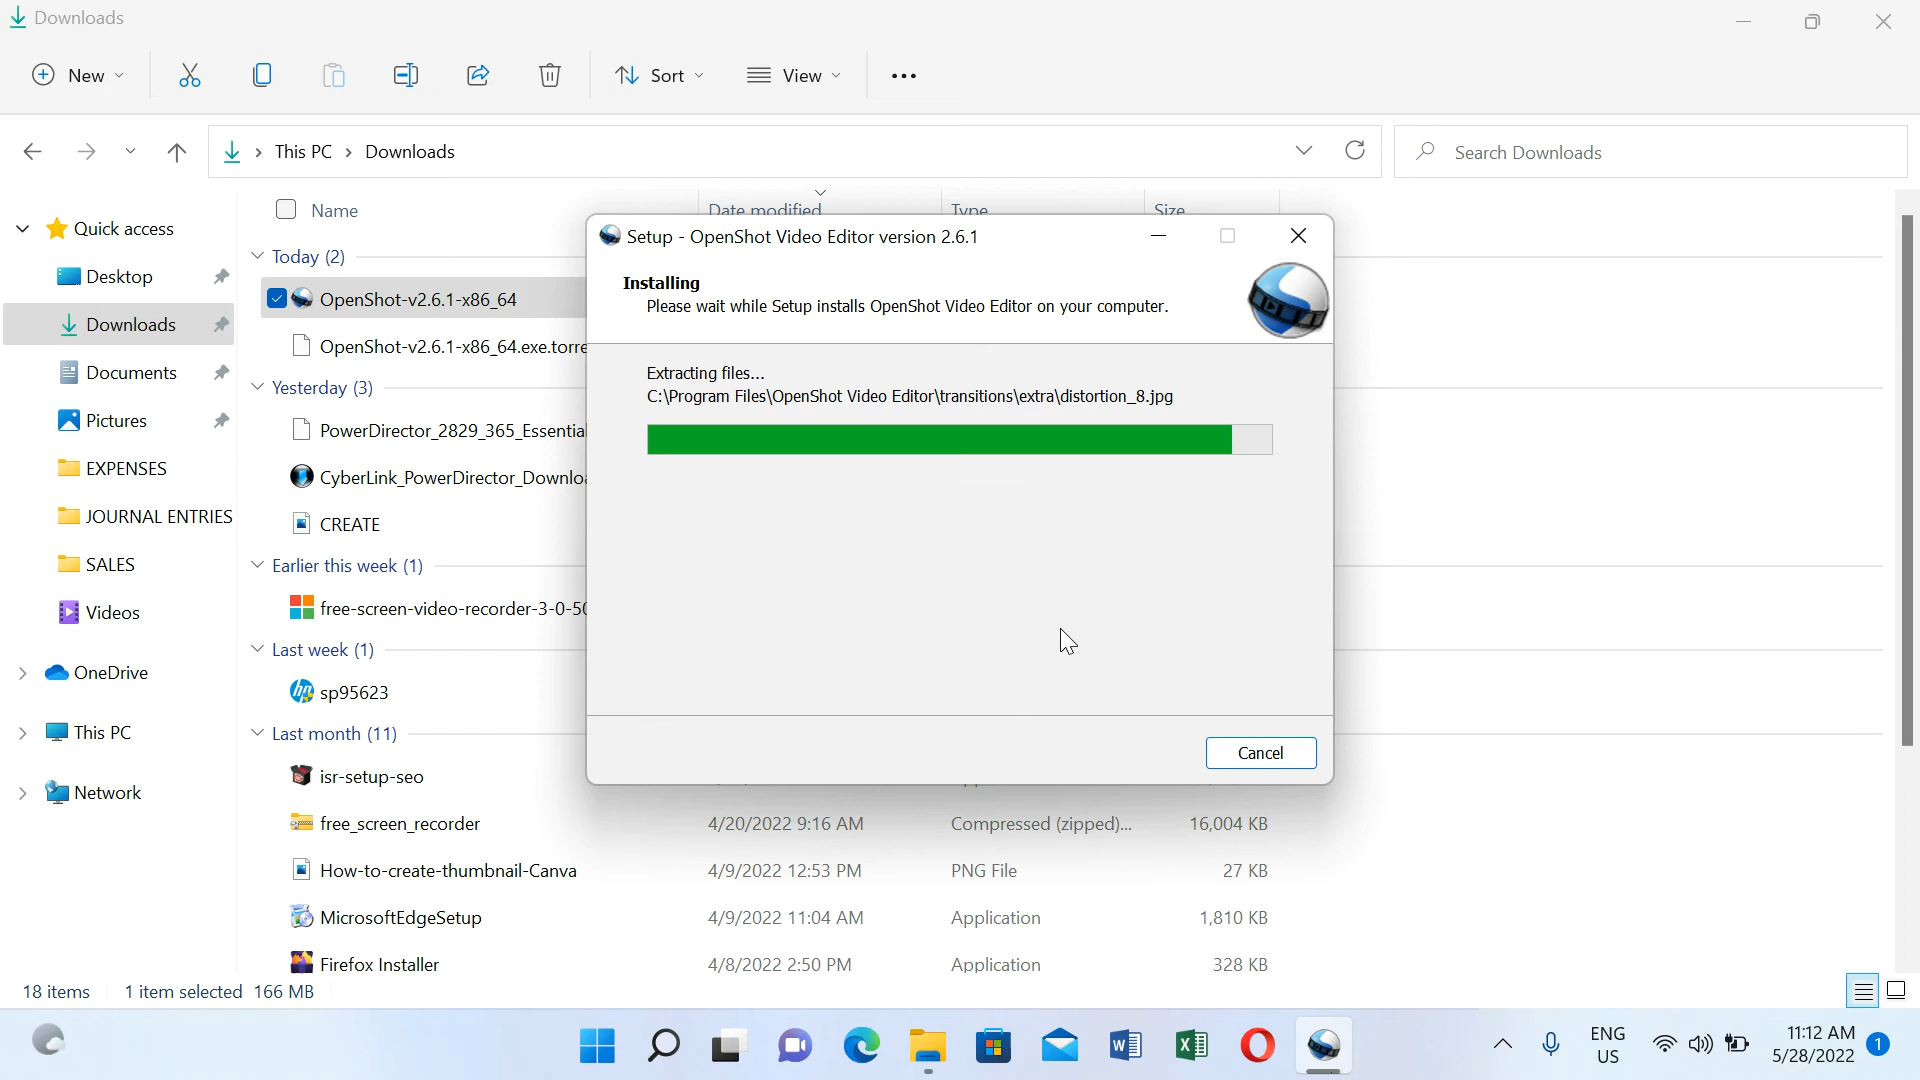 Downloads
New
Sort
View
This PC
Downloads
Search Downloads
Name
Date modified
Type
Size
Quick access
Desktop
Downloads
Documents
Pictures
EXPENSES
JOURNAL ENTRIES
SALES
Videos
OneDrive
This PC
Network
Today (2)
OpenShot-v2.6.1-x86_64
OpenShot-v2.6.1-x86_64.exe.torre
Yesterday (3)
PowerDirector_2829_365_Essential
CyberLink_PowerDirector_Downloa
CREATE
Earlier this week (1)
free-screen-video-recorder-3-0-50
Last week (1)
sp95623
Last month (11)
isr-setup-seo
free_screen_recorder 4/20/2022 9:16 AM Compressed (zipped)... 16,004 KB
How-to-create-thumbnail-Canva 4/9/2022 12:53 PM PNG File 27 KB
MicrosoftEdgeSetup 4/9/2022 11:04 AM Application 1,810 KB
Firefox Installer 4/8/2022 2:50 PM Application 328 KB
Setup - OpenShot Video Editor version 2.6.1
Installing
Please wait while Setup installs OpenShot Video Editor on your computer.
Extracting files...
C:\Program Files\OpenShot Video Editor\transitions\extra\distortion_8.jpg
Cancel
18 items 1 item selected 166 MB
ENG
US
11:12 AM
5/28/2022
1